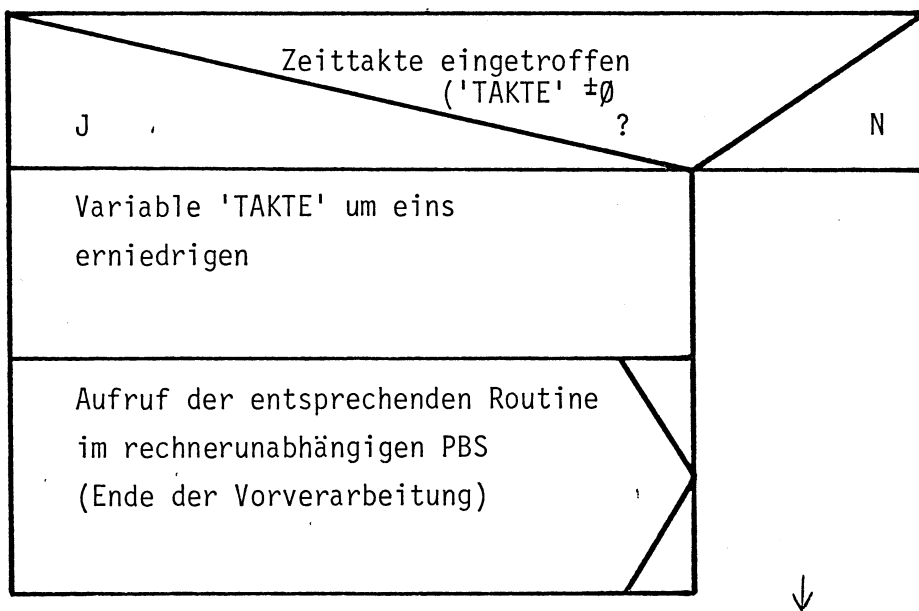 Zeittakte eingetroffen
('TAKTE' ±Ø
J ? N
Variable 'TAKTE' um eins
erniedrigen
Aufruf der entsprechenden Routine
im rechnerunabhängigen PBS
(Ende der Vorverarbeitung)